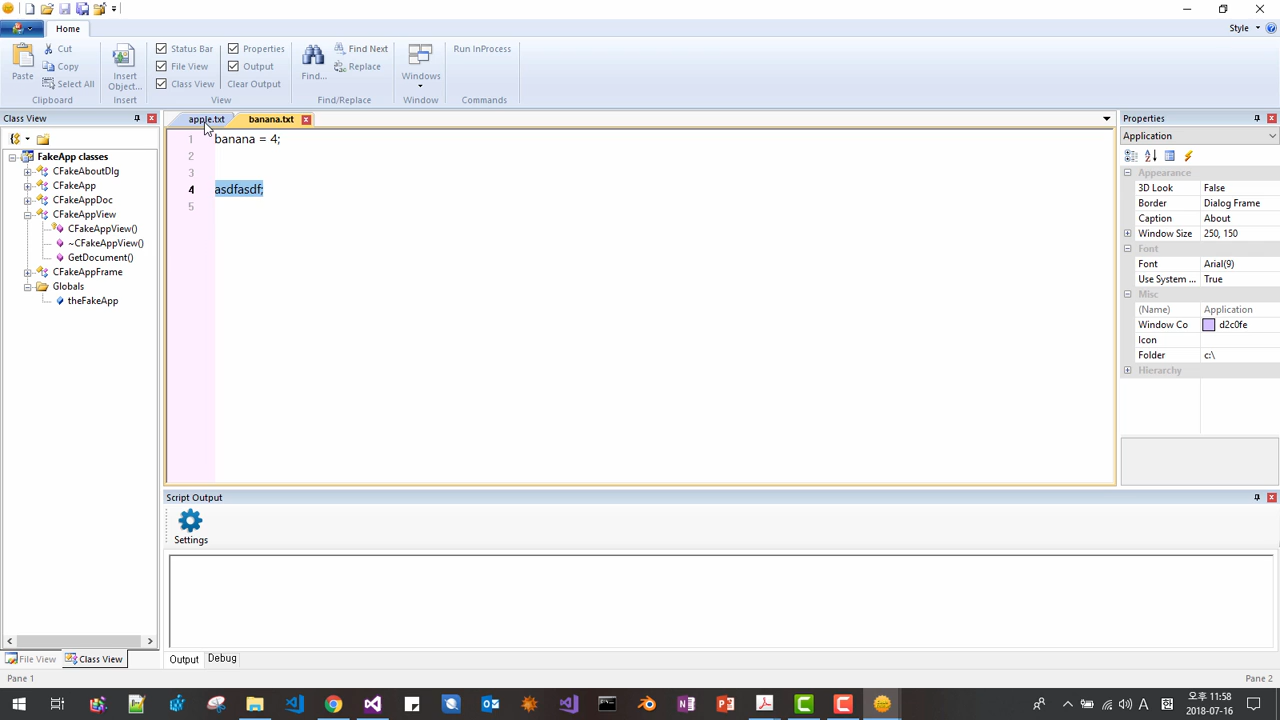 Home
Style
Paste
Cut
Copy
Select All
Clipboard
Insert Object...
Insert
Status Bar
File View
Class View
Properties
Output
Clear Output
View
Find...
Find Next
Replace
Find/Replace
Windows
Window
Run InProcess
Commands
Class View
FakeApp classes
CFakeAboutDlg
CFakeApp
CFakeAppDoc
CFakeAppView
CFakeAppView()
~CFakeAppView()
GetDocument()
CFakeAppFrame
Globals
theFakeApp
File View
Class View
apple.txt
banana.txt
1 banana = 4;
2
3
4 asdfasdf;
5
Properties
Application
Appearance
3D Look False
Border Dialog Frame
Caption About
Window Size 250, 150
Font
Font Arial(9)
Use System ... True
Misc
(Name) Application
Window Co d2c0fe
Icon
Folder c:\
Hierarchy
Script Output
Settings
Output
Debug
Pane 1
Pane 2
A
오후 11:58
2018-07-16